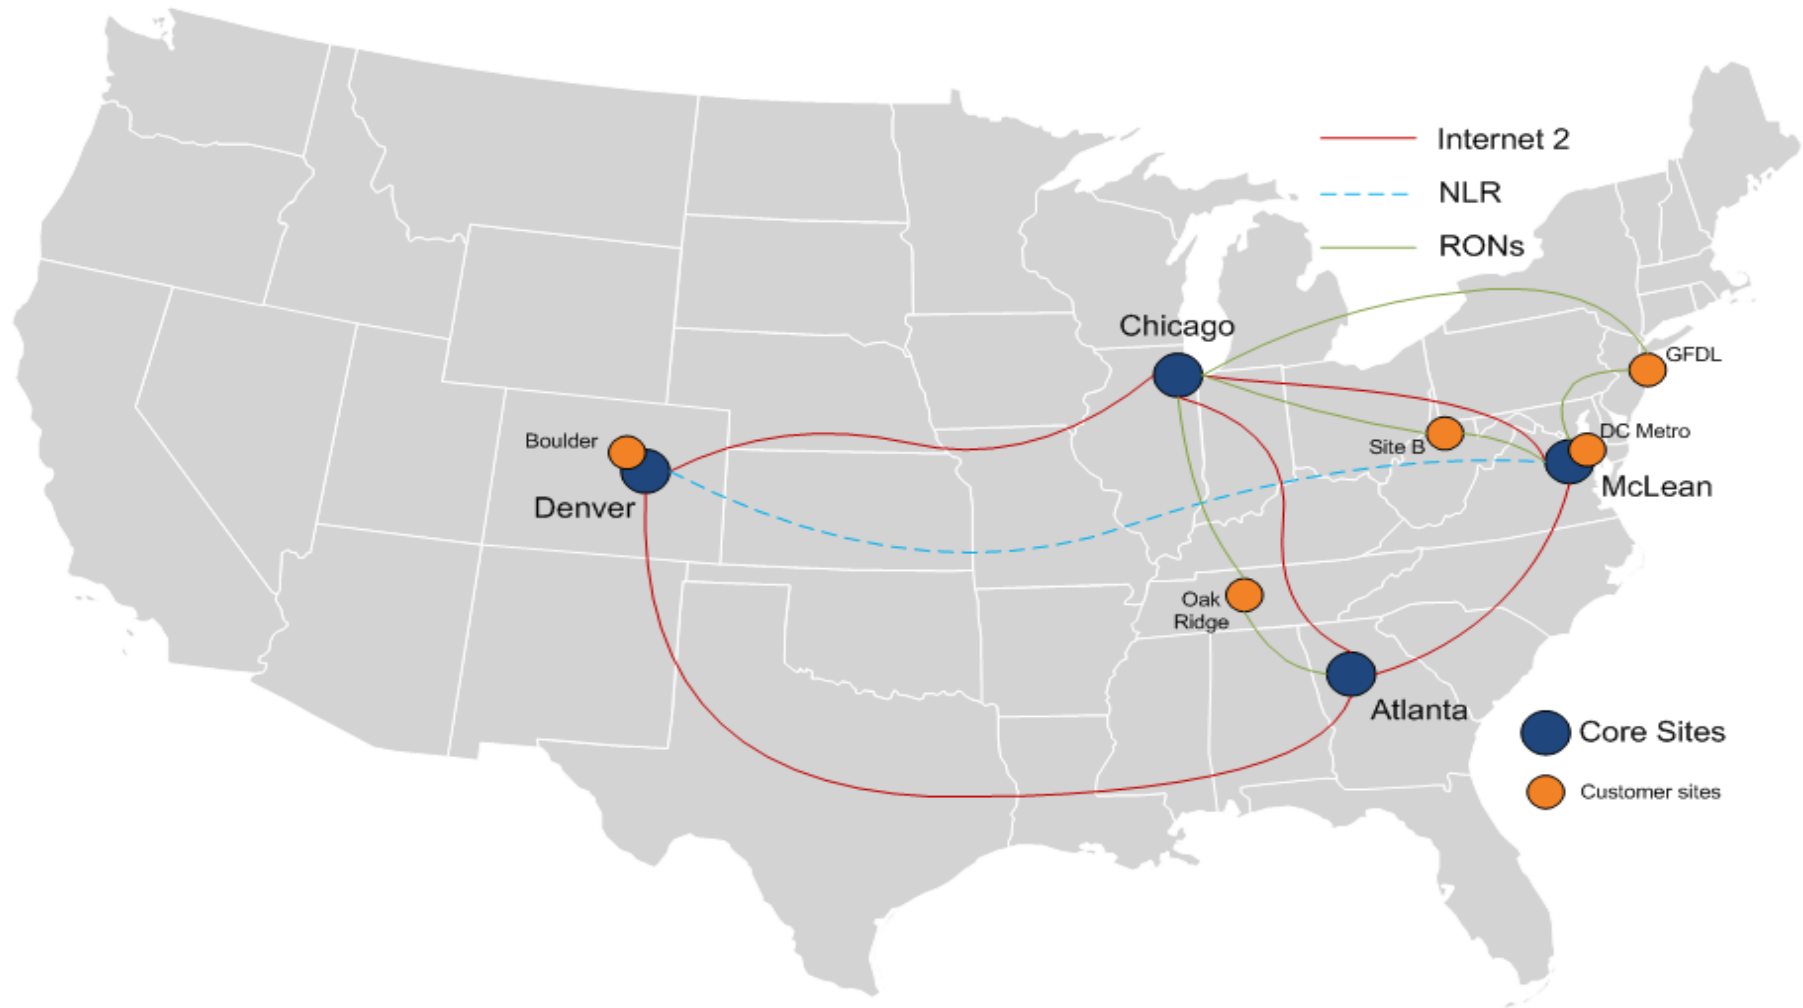 Internet 2
NLR
RONs
Chicago
GFDL
Boulder
DC Metro
Site B
Denver
McLean
Oak
Ridge
Atlanta
Core Sites
Customer sites